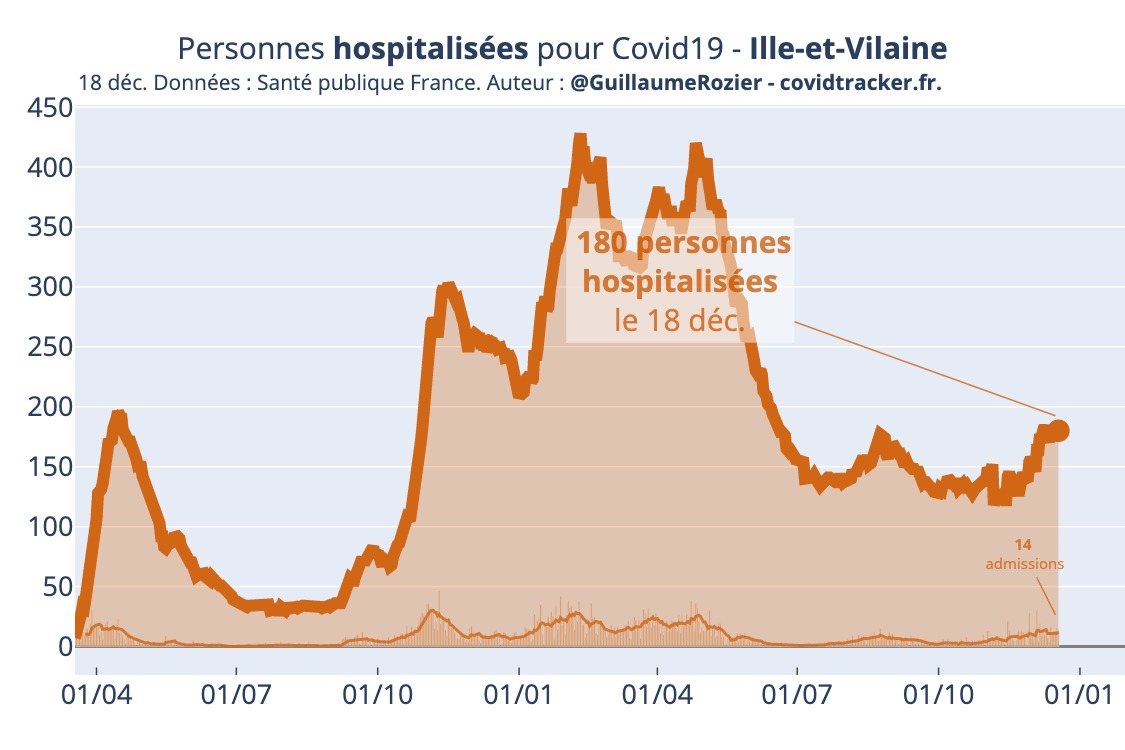 Personnes hospitalisées pour Covid19 - Ille-et-Vilaine
18 déc. Données : Santé publique France. Auteur : @GuillaumeRozier - covidtracker.fr.
450
400
350
300
250
200
150
100
50
0
180 personnes
hospitalisées
le 18 déc.
14
admissions
01/04 01/07 01/10 01/01 01/04 01/07 01/10 01/01